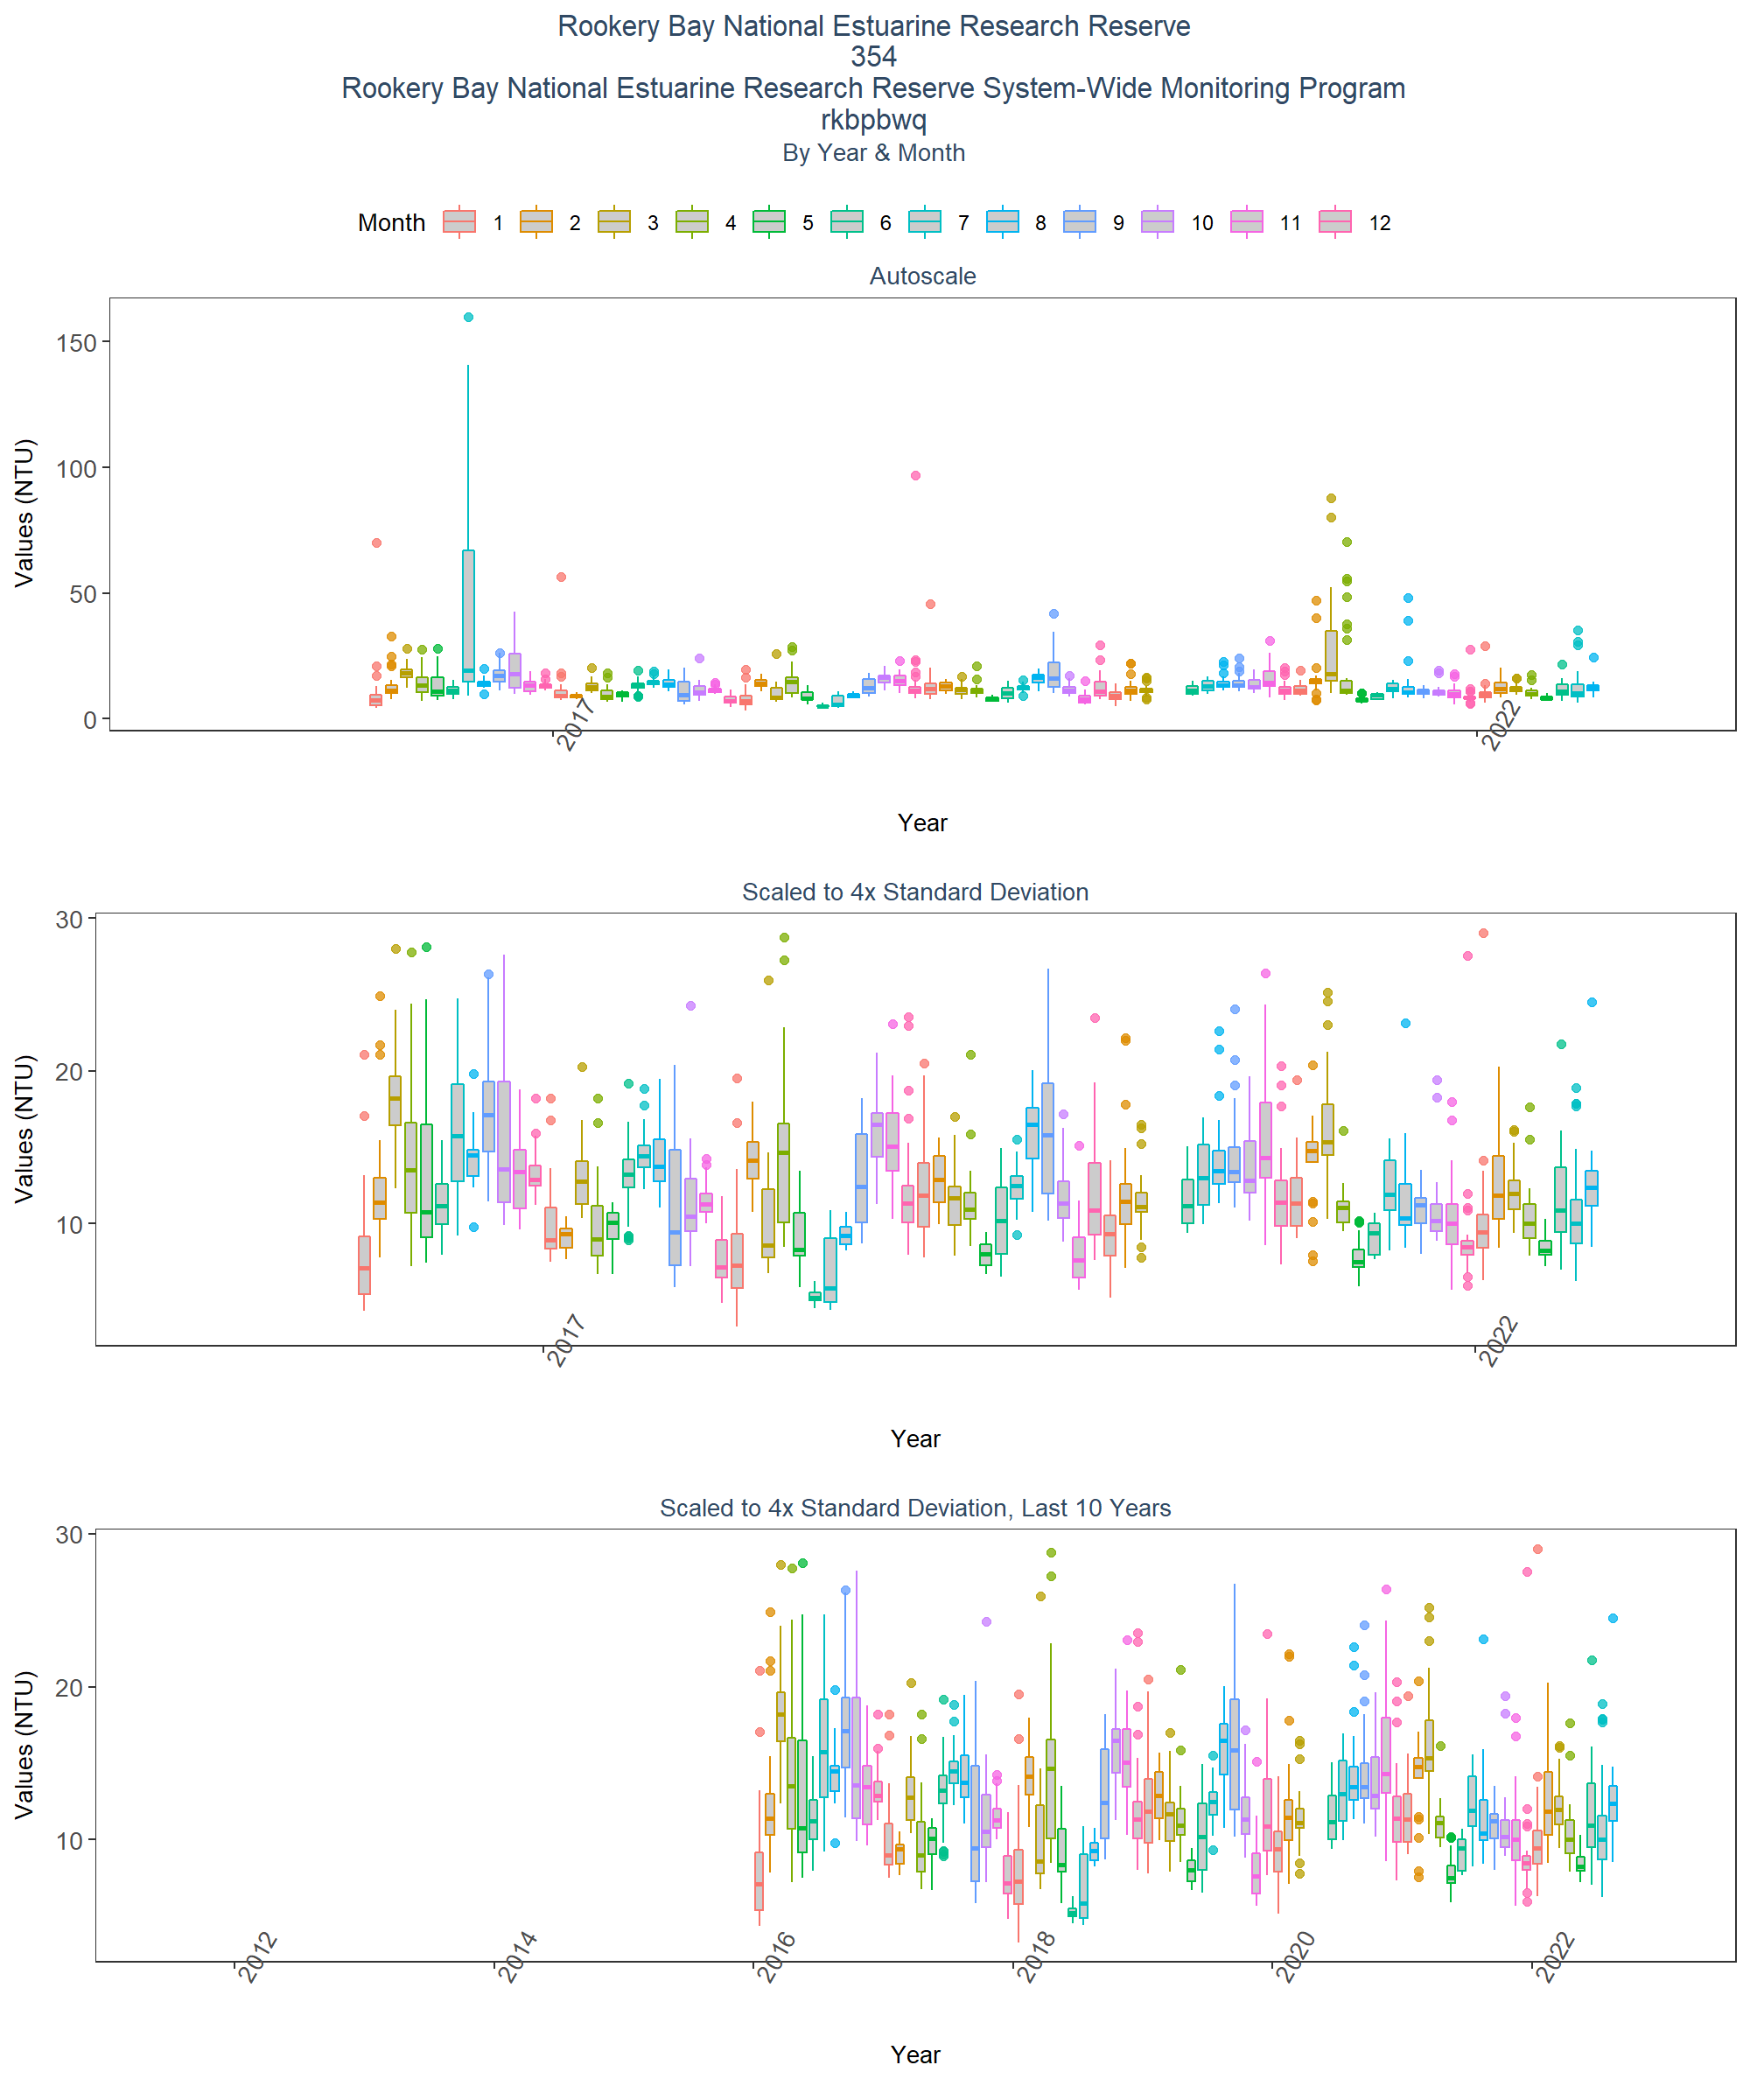 Rookery Bay National Estuarine Research Reserve
354
Rookery Bay National Estuarine Research Reserve System-Wide Monitoring Program
rkbpbwq
By Year & Month
Month 1 2 3 4 5 6 7 8 9 10 11 12
Autoscale
150
100
50
0
Values (NTU)
2017 2022
Year
Scaled to 4x Standard Deviation
30
20
10
Values (NTU)
2017 2022
Year
Scaled to 4x Standard Deviation, Last 10 Years
30
20
10
Values (NTU)
2012 2014 2016 2018 2020 2022
Year